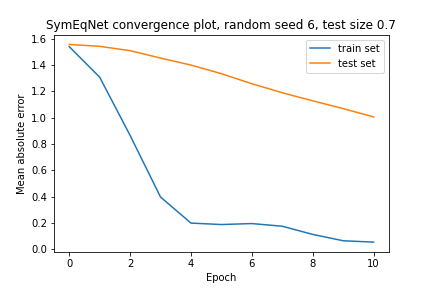 SymEqNet convergence plot, random seed 6, test size 0.7
train set
test set
Mean absolute error
1.6
1.4
1.2
1.0
0.8
0.6
0.4
0.2
0.0
0 2 4 6 8 10
Epoch